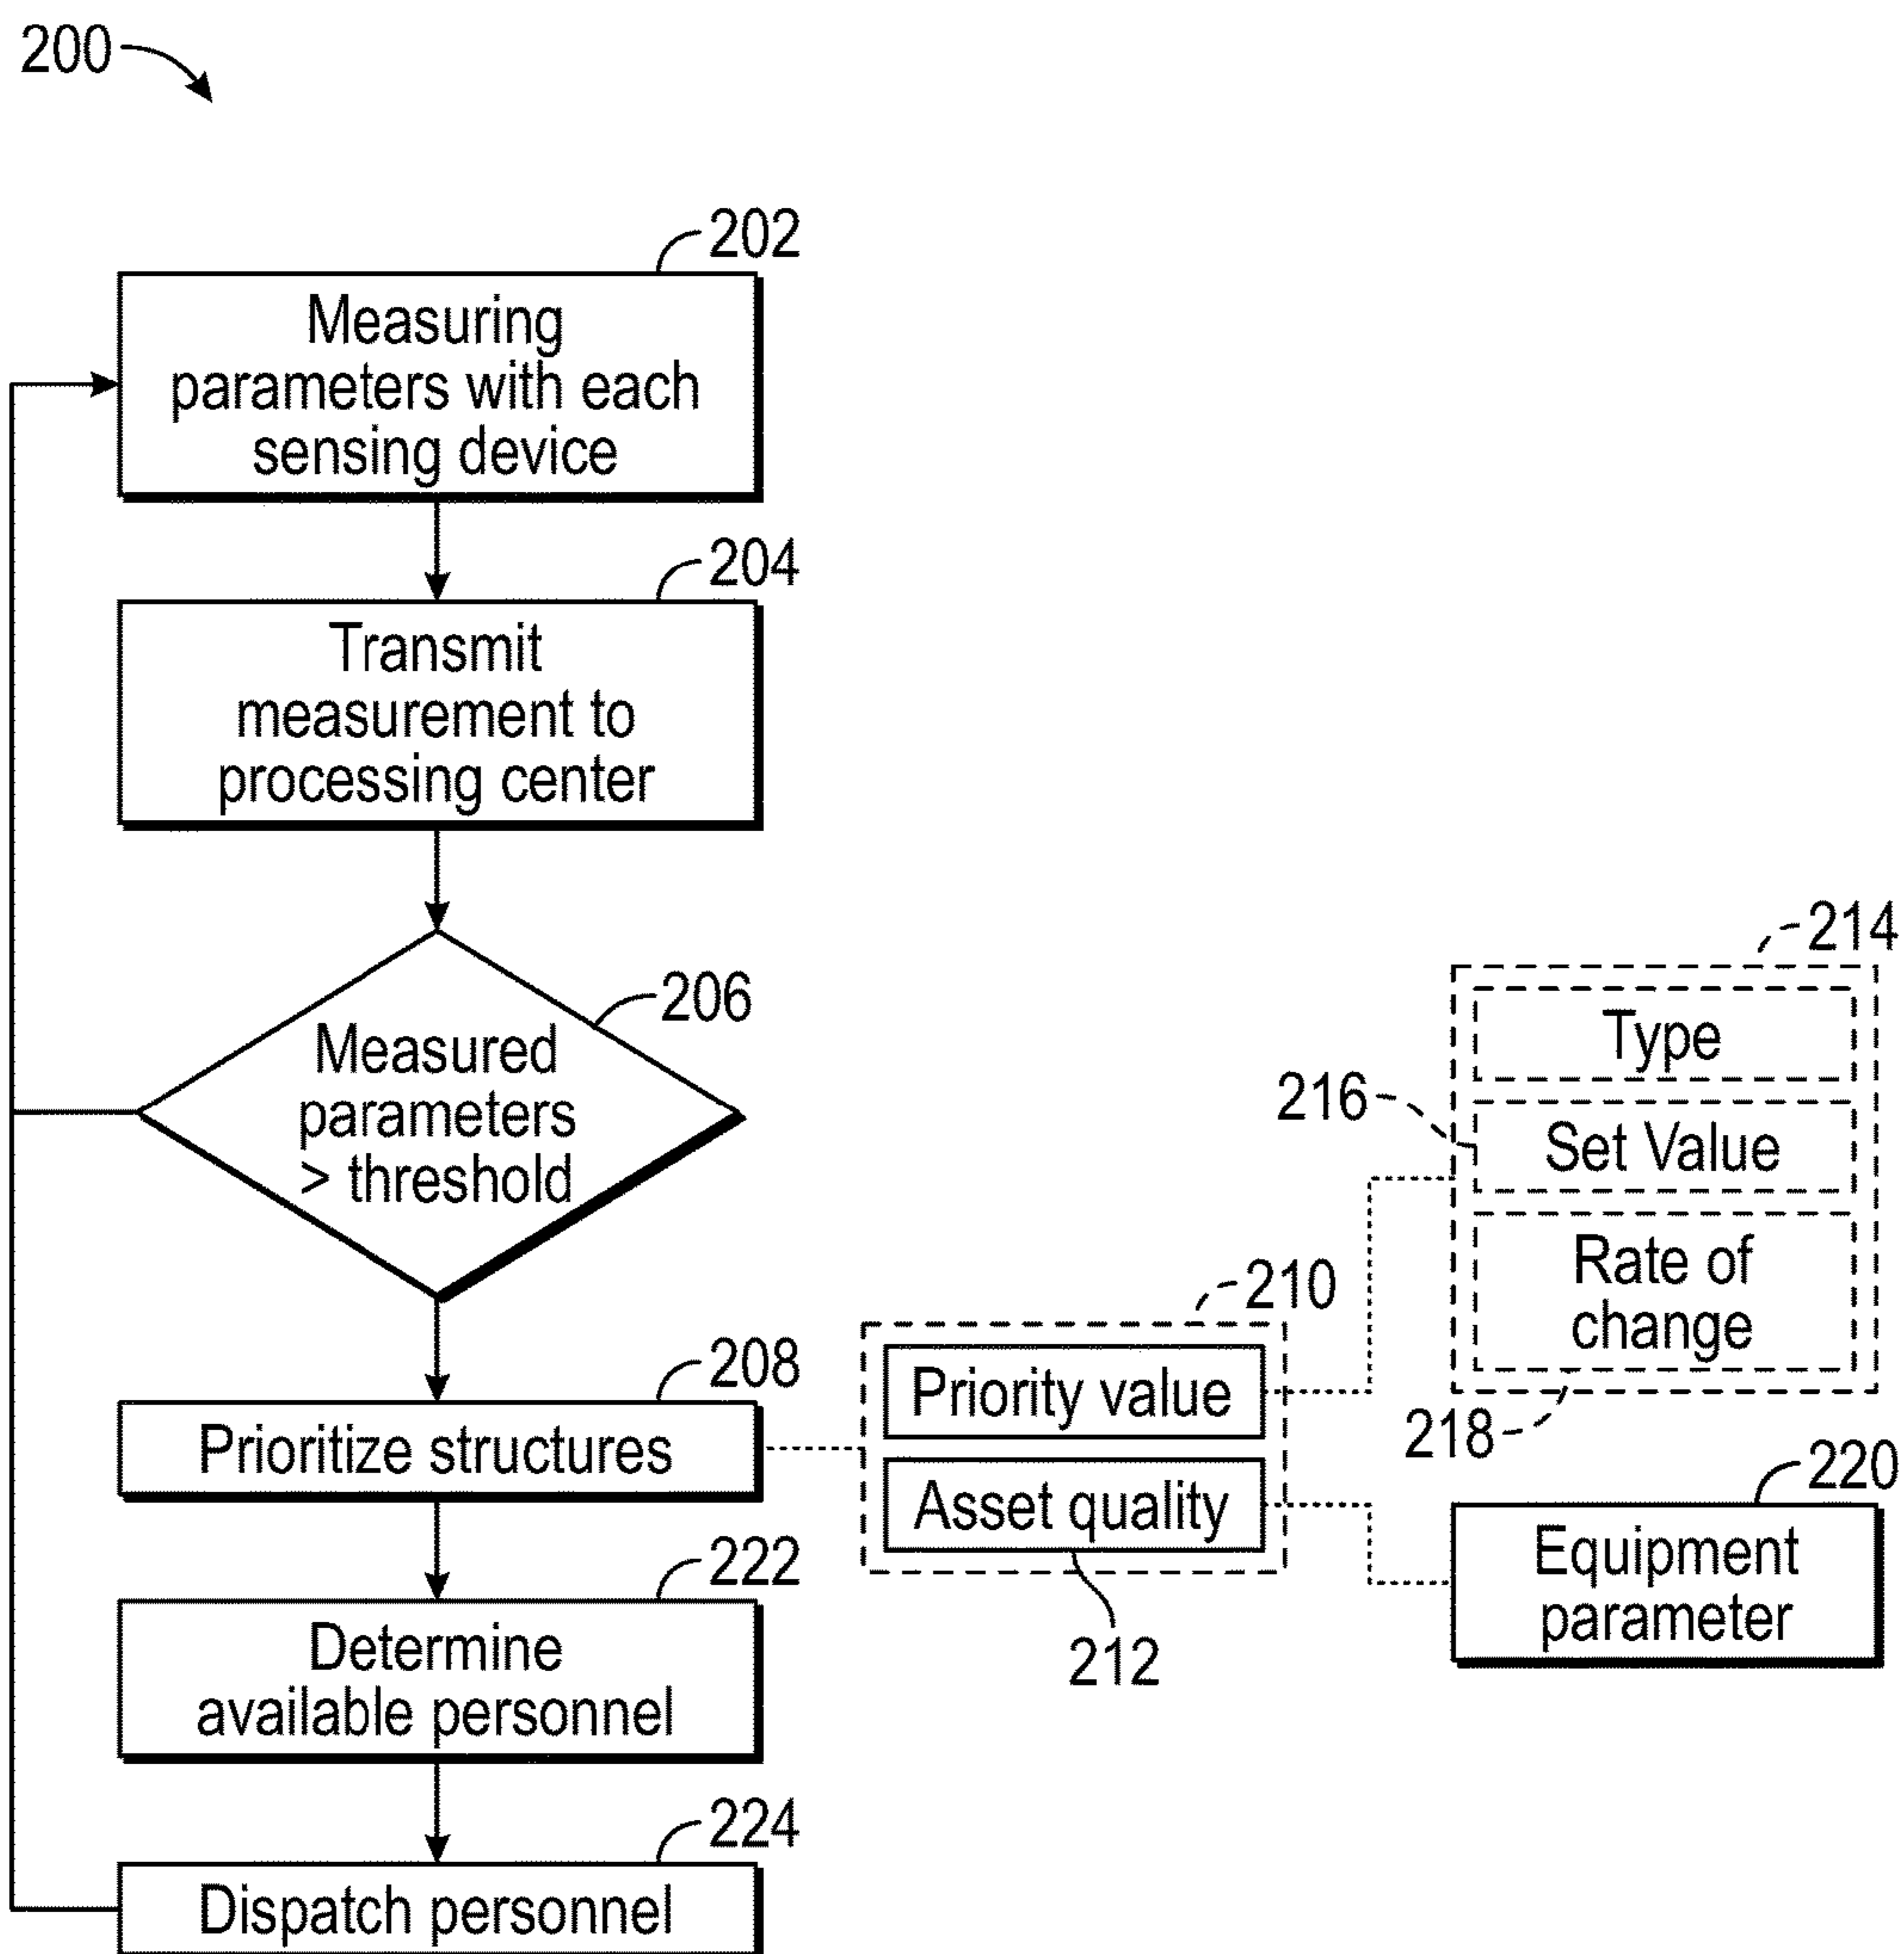 200
202
Measuring
parameters with each
sensing device
204
Transmit
measurement to
processing center
206
Measured
parameters
> threshold
208
Prioritize structures
210
Priority value
Asset quality
212
214
Type
216
Set Value
Rate of
change
218
220
Equipment
parameter
222
Determine
available personnel
224
Dispatch personnel